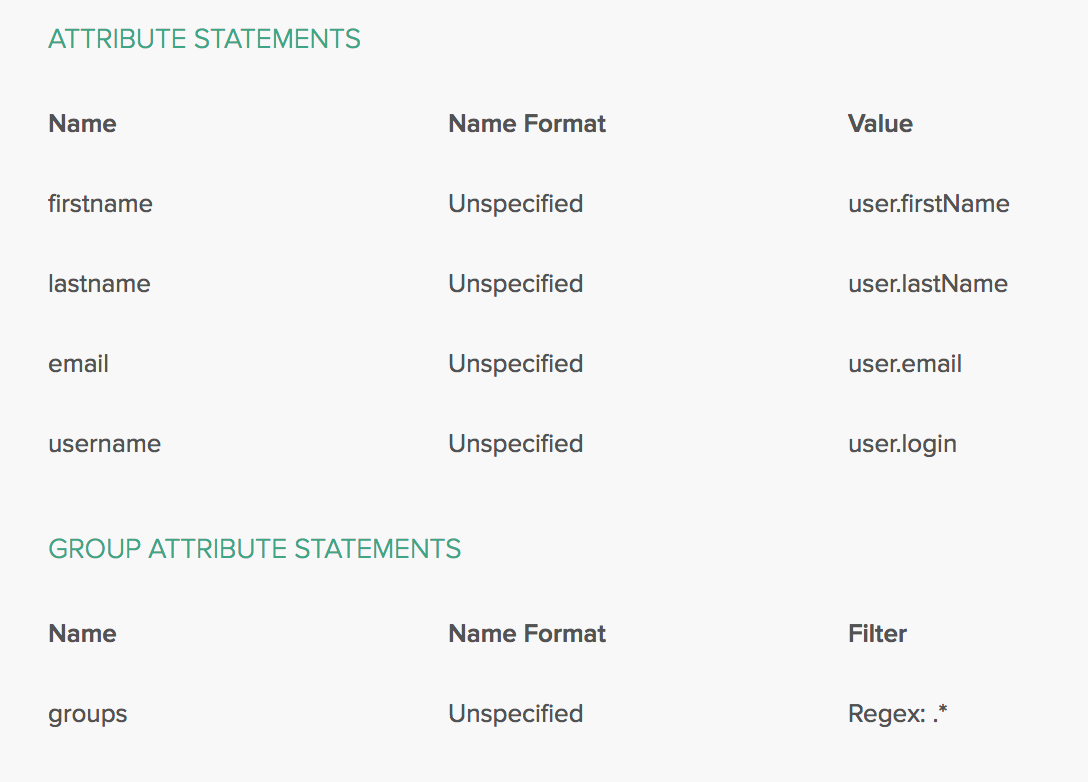 ATTRIBUTE STATEMENTS
Name Name Format Value
firstname Unspecified user.firstName
lastname Unspecified user.lastName
email Unspecified user.email
username Unspecified user.login
GROUP ATTRIBUTE STATEMENTS
Name Name Format Filter
groups Unspecified Regex: .*